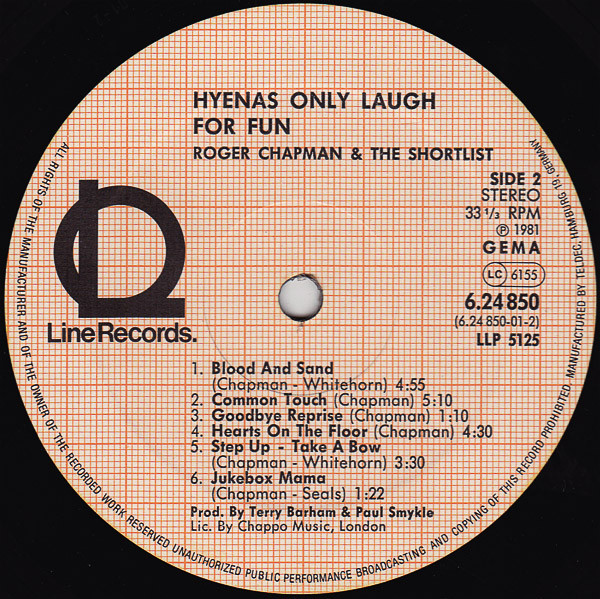 HYENAS ONLY LAUGH
FOR FUN
ROGER CHAPMAN & THE SHORTLIST
SIDE 2
STEREO
33 1/3 RPM
℗ 1981
GEMA
LC 6155
6.24 850
(6.24 850-01-2)
LLP 5125
Line Records.
1. Blood And Sand
(Chapman - Whitehorn) 4:55
2. Common Touch (Chapman) 5:10
3. Goodbye Reprise (Chapman) 1:10
4. Hearts On The Floor (Chapman) 4:30
5. Step Up - Take A Bow
(Chapman - Whitehorn) 3:30
6. Jukebox Mama
(Chapman - Seals) 1:22
Prod. By Terry Barham & Paul Smykle
Lic. By Chappo Music, London
ALL RIGHTS OF THE MANUFACTURER AND OF THE OWNER OF THE RECORDED WORK RESERVED UNAUTHORIZED PUBLIC PERFORMANCE BROADCASTING AND COPYING OF THIS RECORD PROHIBITED. MANUFACTURED BY TELDEC, HAMBURG 19, GERMANY